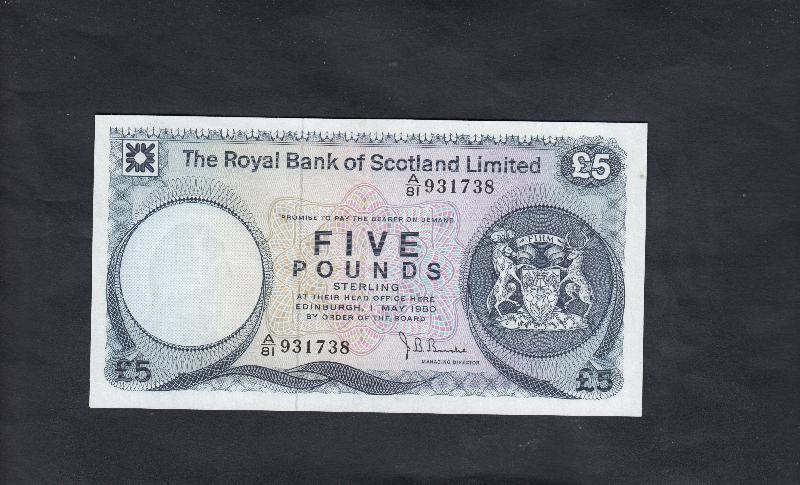 The Royal Bank of Scotland Limited
£5
A/81 931738
PROMISE TO PAY THE BEARER ON DEMAND
FIVE
POUNDS
STERLING
AT THEIR HEAD OFFICE HERE
EDINBURGH, 1 MAY 1980
BY ORDER OF THE BOARD
FIRM
A/81 931738
MANAGING DIRECTOR
£5
£5